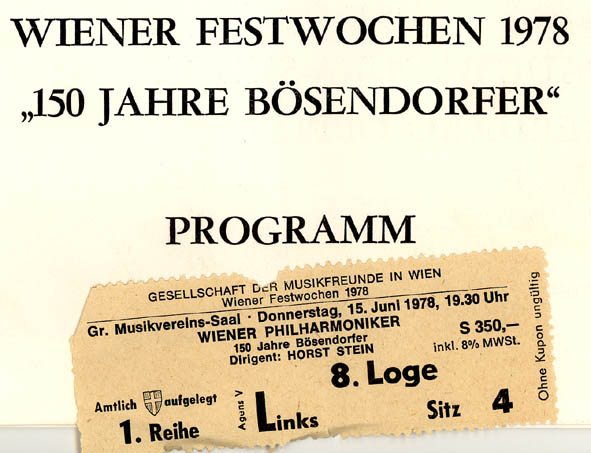 WIENER FESTWOCHEN 1978
„150 JAHRE BÖSENDORFER“
PROGRAMM
GESELLSCHAFT DER MUSIKFREUNDE IN WIEN
Wiener Festwochen 1978
Gr. Musikvereins-Saal · Donnerstag, 15. Juni 1978, 19.30 Uhr
WIENER PHILHARMONIKER
150 Jahre Bösendorfer
Dirigent: HORST STEIN
S 350,—
inkl. 8% MWSt.
8. Loge
Amtlich aufgelegt
Aguns V
Links
Sitz 4
1. Reihe
Ohne Kupon ungültig